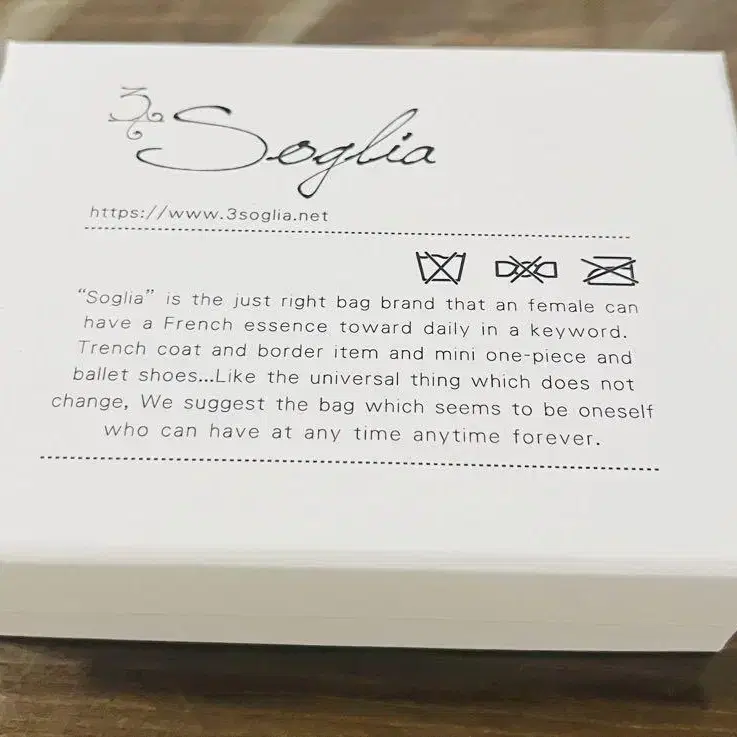 3 Soglia
https://www.3soglia.net
“Soglia” is the just right bag brand that an female can
have a French essence toward daily in a keyword.
Trench coat and border item and mini one-piece and
ballet shoes...Like the universal thing which does not
change, We suggest the bag which seems to be oneself
who can have at any time anytime forever.